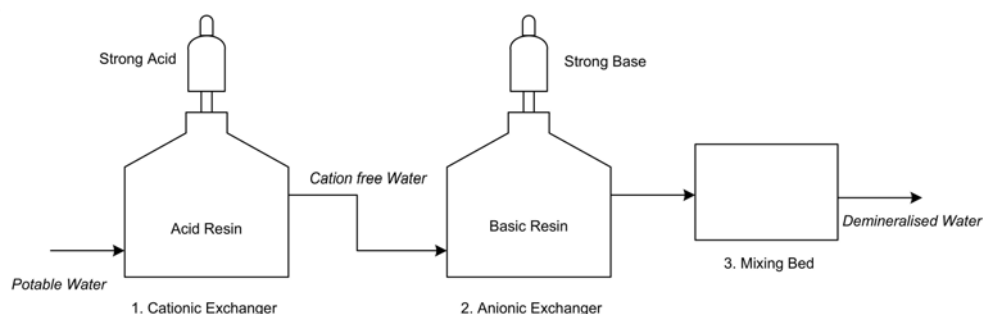 Strong Acid
Strong Base
Cation free Water
Acid Resin
Basic Resin
Potable Water
Demineralised Water
1. Cationic Exchanger
2. Anionic Exchanger
3. Mixing Bed